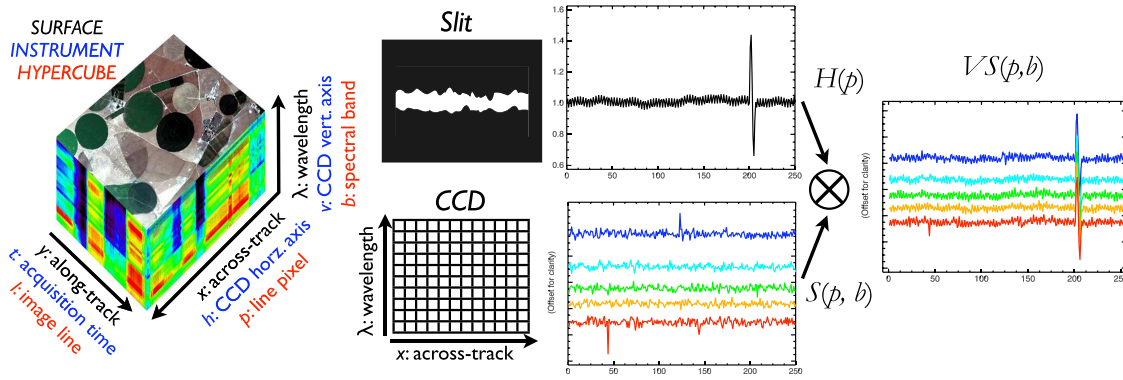 SURFACE
INSTRUMENT
HYPERCUBE
λ: wavelength
v: CCD vert. axis
b: spectral band
y: along-track
t: acquisition time
l: image line
x: across-track
h: CCD horz. axis
p: line pixel
Slit
CCD
λ: wavelength
x: across-track
1.6
1.4
1.2
1.0
0.8
0.6
0 50 100 150 200 250
H(p)
(Offset for clarity)
0 50 100 150 200 250
S(p, b)
VS(p,b)
(Offset for clarity)
0 50 100 150 200 250